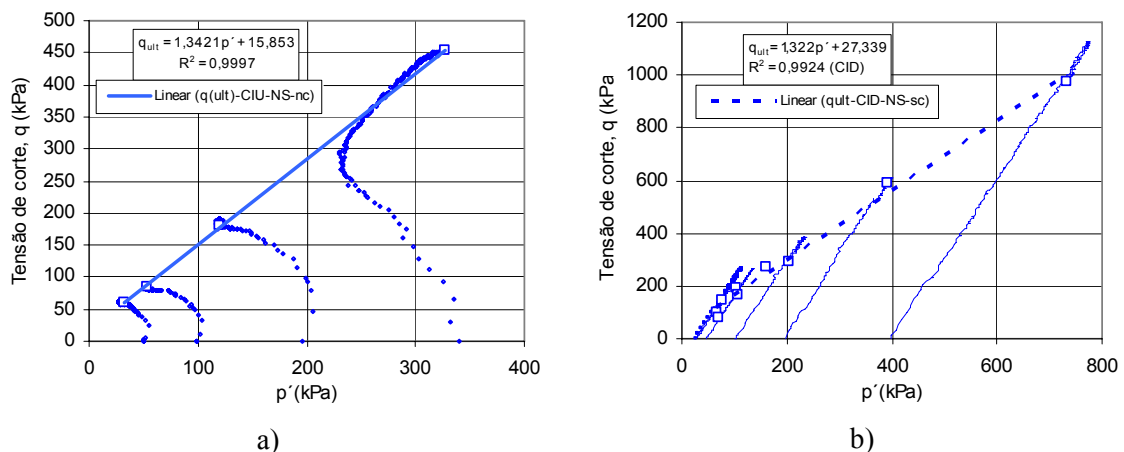 500
450
400
350
300
250
200
150
100
50
0
Tensão de corte, q (kPa)
q ult = 1,3421p´ + 15,853
R² = 0,9997
Linear (q(ult)-CIU-NS-nc)
0 100 200 300 400
p´(kPa)
a)
1200
1000
800
600
400
200
0
Tensão de corte, q (kPa)
q ult = 1,322p´ + 27,339
R² = 0,9924 (CID)
Linear (qult-CID-NS-sc)
0 200 400 600 800
p´(kPa)
b)